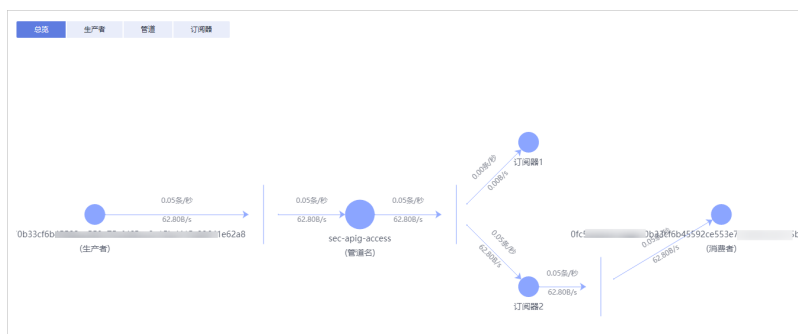 总览 生产者 管道 订阅器
0.00条/秒
0.00B/s
订阅器1
0.05条/秒
62.80B/s
0.05条/秒
62.80B/s
0.05条/秒
62.80B/s
sec-apig-access
(管道名)
(生产者)
0.05条/秒
62.80B/s
0.05条/秒
62.80B/s
订阅器2
0.05条/秒
62.80B/s
(消费者)